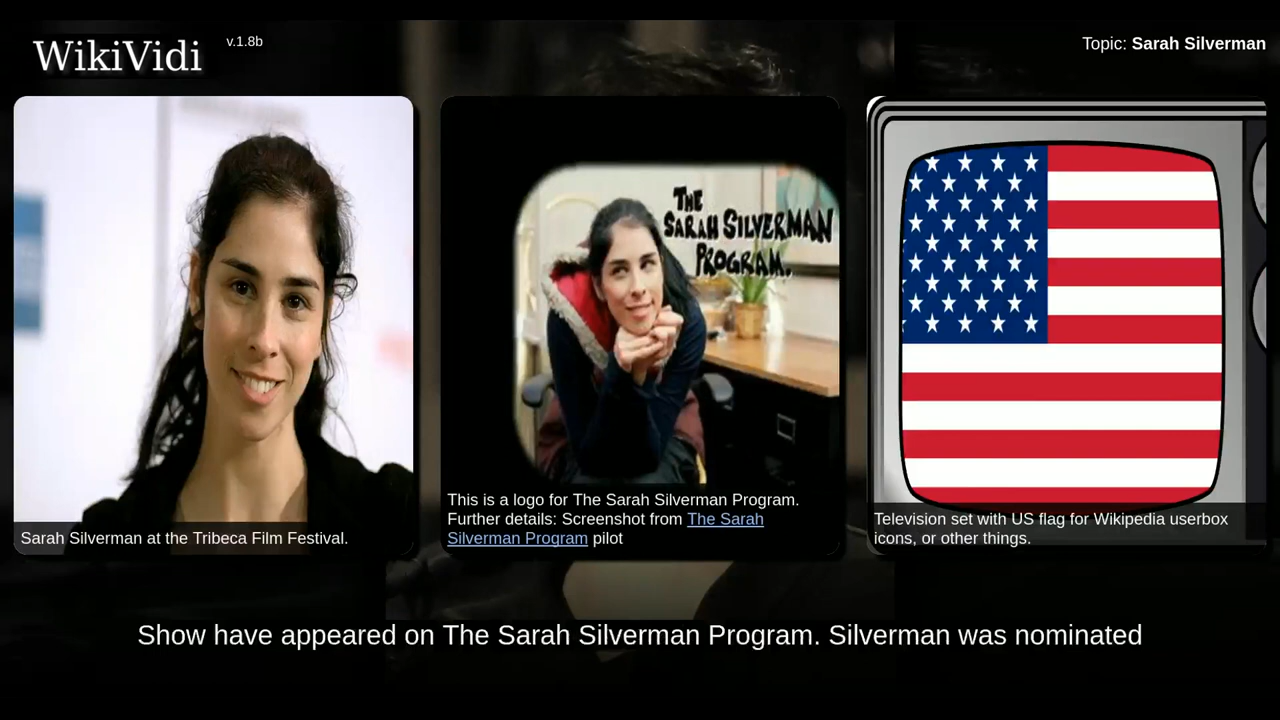 WikiVidi
v.1.8b
Topic: Sarah Silverman
THE
SARAH SILVERMAN
PROGRAM.
Sarah Silverman at the Tribeca Film Festival.
This is a logo for The Sarah Silverman Program.
Further details: Screenshot from The Sarah
Silverman Program pilot
Television set with US flag for Wikipedia userbox
icons, or other things.
Show have appeared on The Sarah Silverman Program. Silverman was nominated